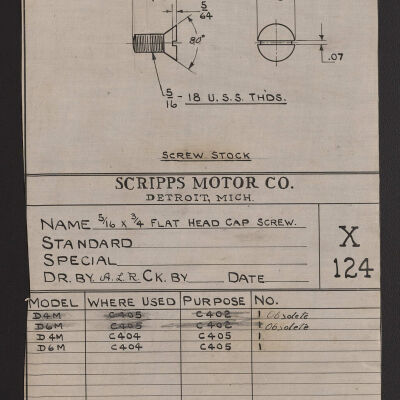 5/64
80°
.07
5/16 - 18 U.S.S. THDS.
SCREW STOCK
SCRIPPS MOTOR CO.
DETROIT, MICH.
NAME 5/16 x 3/4 FLAT HEAD CAP SCREW.
STANDARD
SPECIAL
DR. BY. A.L.R. CK. BY DATE
X
124
MODEL WHERE USED PURPOSE NO.
D4M C405 C402 1 Obsolete
D6M C405 C402 1 Obsolete
D4M C404 C405 1
D6M C404 C405 1